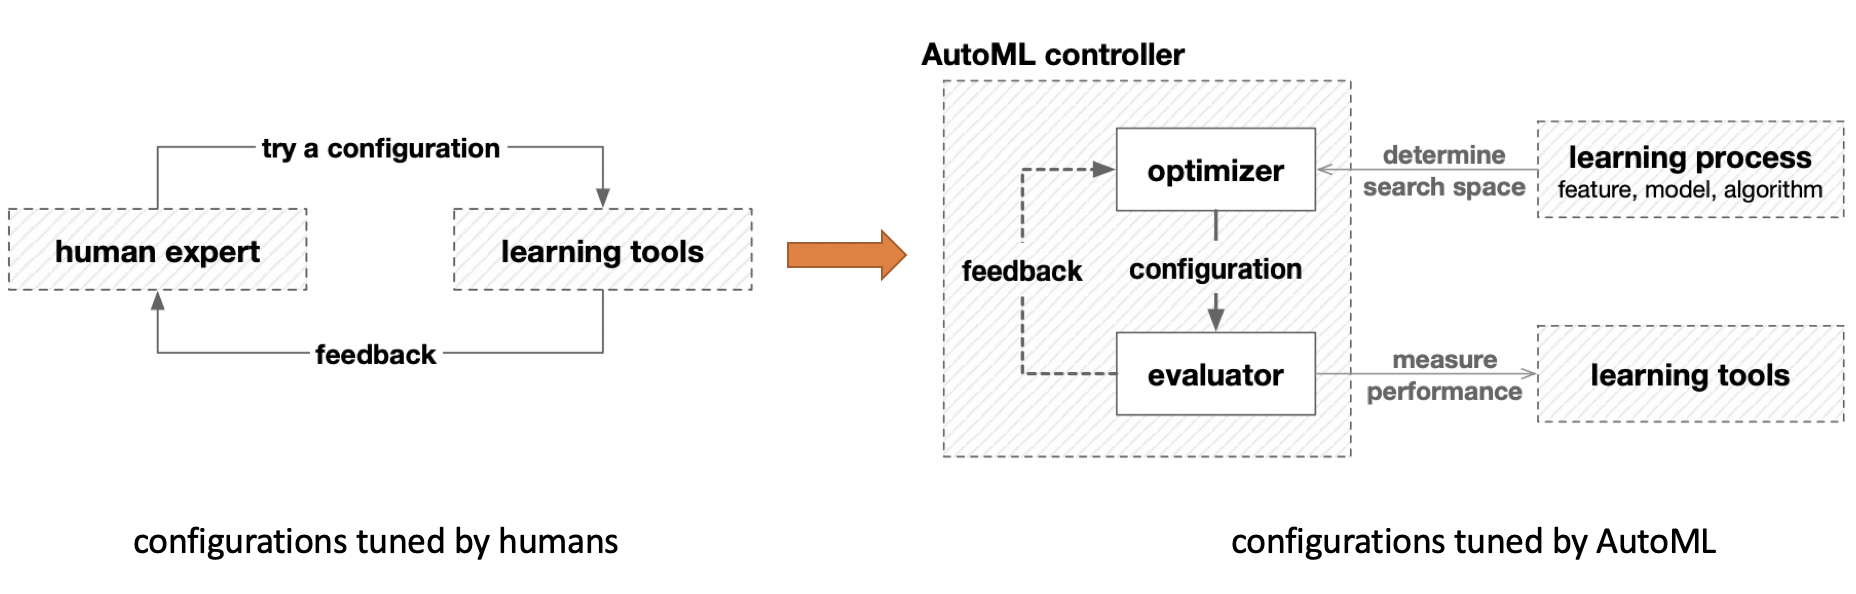 try a configuration
human expert
learning tools
feedback
configurations tuned by humans
AutoML controller
optimizer
feedback
configuration
evaluator
determine
search space
learning process
feature, model, algorithm
measure
performance
learning tools
configurations tuned by AutoML